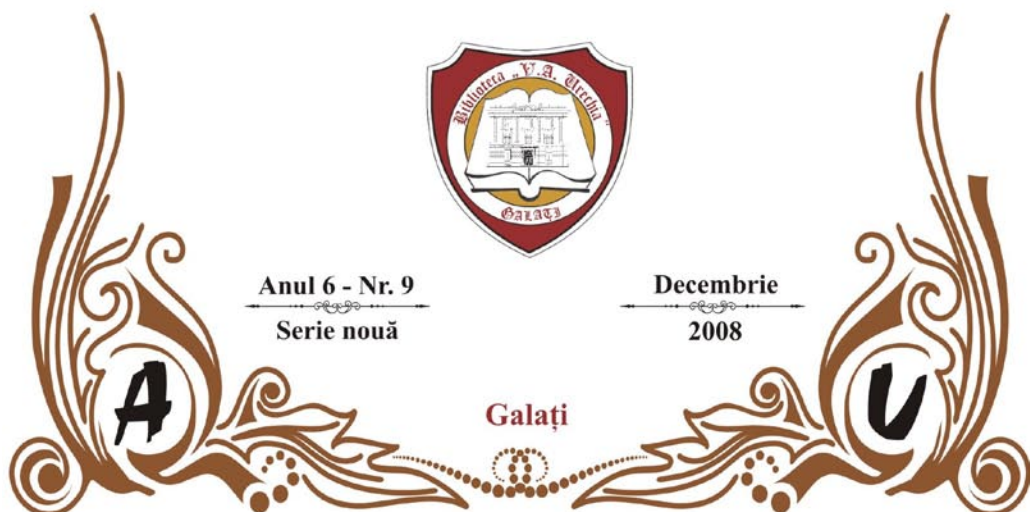 Biblioteca „V.A. Urechia”
GALAȚI
Anul 6 - Nr. 9
Serie nouă
Decembrie
2008
A
U
Galați